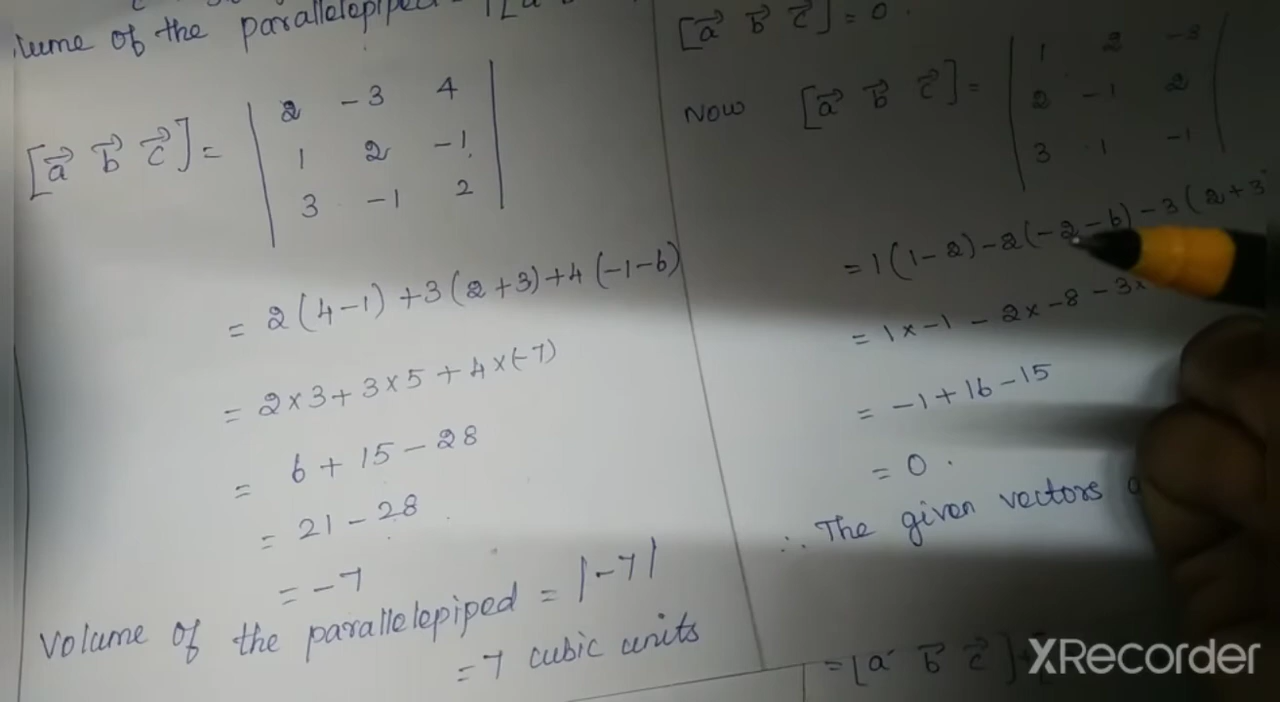 lume of the parallelepiped = |[a
[a⃗ b⃗ c⃗] = | 2 -3 4 |
| 1 2 -1 |
| 3 -1 2 |
= 2(4-1)+3(2+3)+4(-1-6)
= 2×3+3×5+4×(-7)
= 6+15-28
= 21-28
= -7
Volume of the parallelepiped = |-7|
= 7 cubic units
[a⃗ b⃗ c⃗] = 0.
NOW [a⃗ b⃗ c⃗] = | 1 2 -3 |
| 2 -1 2 |
| 3 1 -1 |
= 1(1-2)-2(-2-6)-3(2+3)
= 1×-1-2×-8-3×
= -1+16-15
= 0.
∴ The given vectors
= [a⃗ b⃗ c⃗]
XRecorder